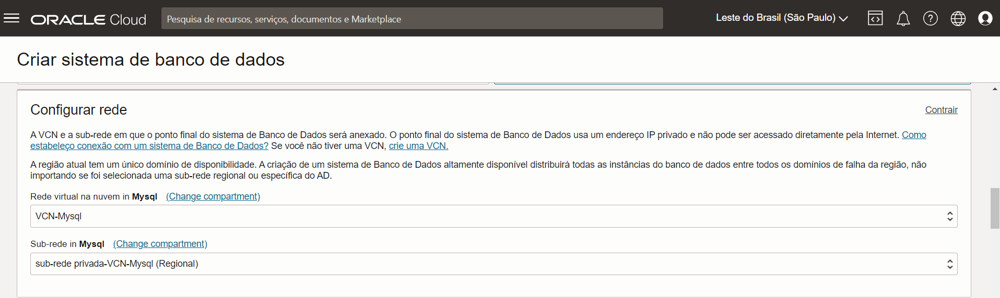 ORACLE Cloud
Pesquisa de recursos, serviços, documentos e Marketplace
Leste do Brasil (São Paulo)
Criar sistema de banco de dados
Configurar rede
Contrair
A VCN e a sub-rede em que o ponto final do sistema de Banco de Dados será anexado. O ponto final do sistema de Banco de Dados usa um endereço IP privado e não pode ser acessado diretamente pela Internet. Como
estabeleço conexão com um sistema de Banco de Dados? Se você não tiver uma VCN, crie uma VCN.
A região atual tem um único domínio de disponibilidade. A criação de um sistema de Banco de Dados altamente disponível distribuirá todas as instâncias do banco de dados entre todos os domínios de falha da região, não
importando se foi selecionada uma sub-rede regional ou específica do AD.
Rede virtual na nuvem in Mysql (Change compartment)
VCN-Mysql
Sub-rede in Mysql (Change compartment)
sub-rede privada-VCN-Mysql (Regional)